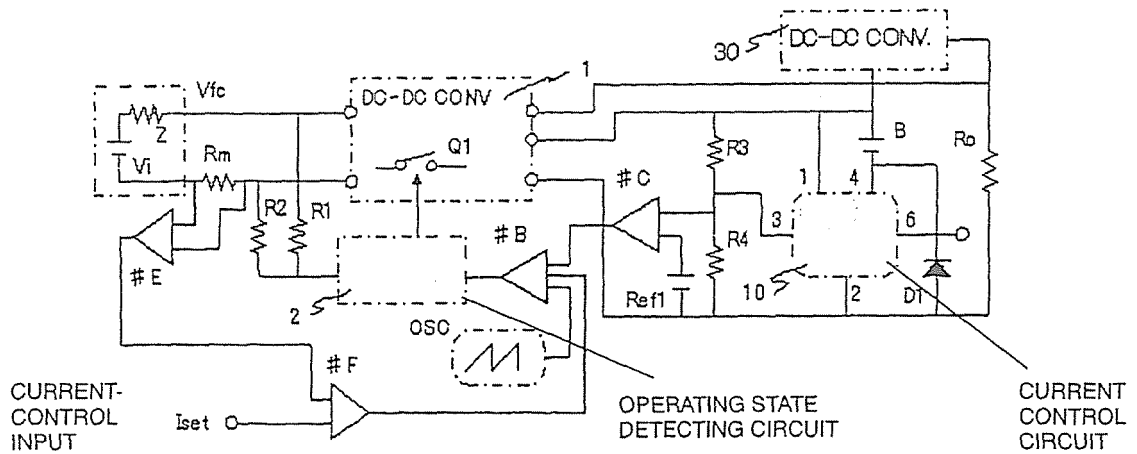 DC-DC CONV.
30
1
Vfc
DC-DC CONV
Z
Vi
Rm
Q1
R3
B
Ro
#C
1
4
R2
R1
3
6
#E
#B
R4
2
Ref1
10
2
D1
OSC
#F
CURRENT-
CONTROL
INPUT
Iset
OPERATING STATE
DETECTING CIRCUIT
CURRENT
CONTROL
CIRCUIT